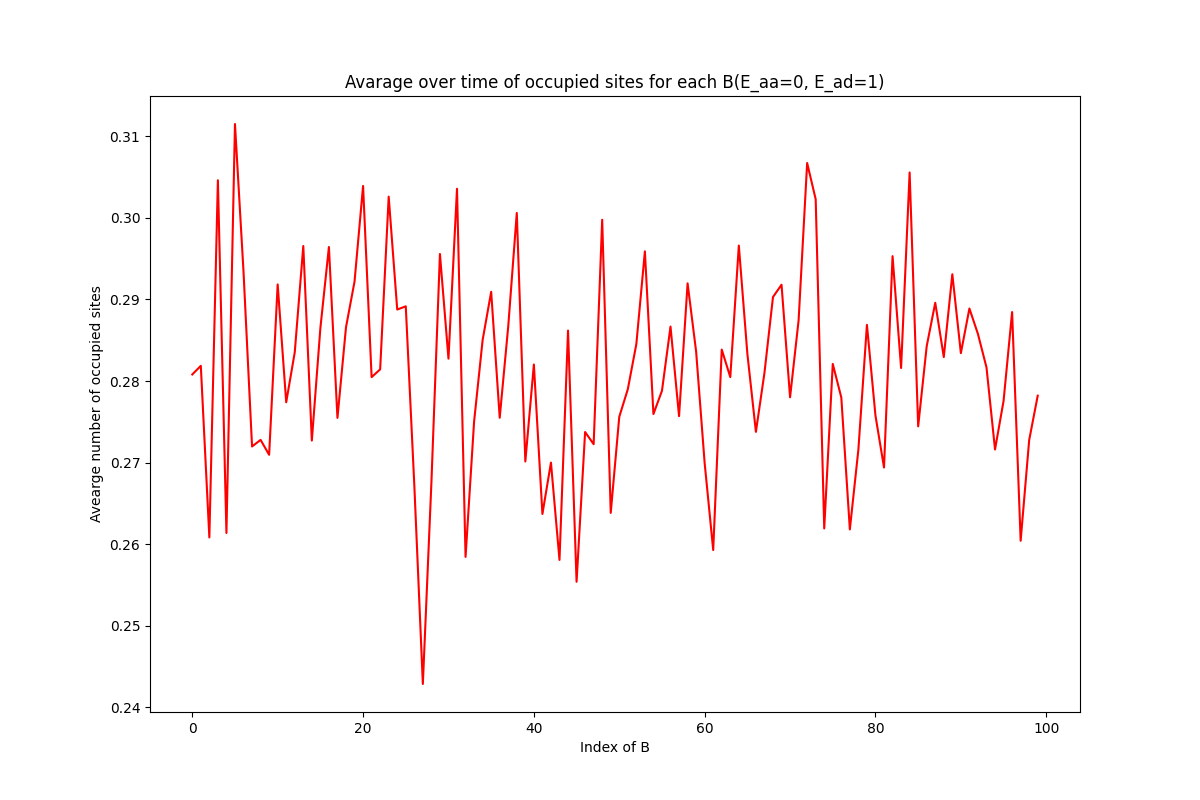 Avarage over time of occupied sites for each B(E_aa=0, E_ad=1)
0.31
0.30
0.29
0.28
0.27
0.26
0.25
0.24
Avearge number of occupied sites
0 20 40 60 80 100
Index of B